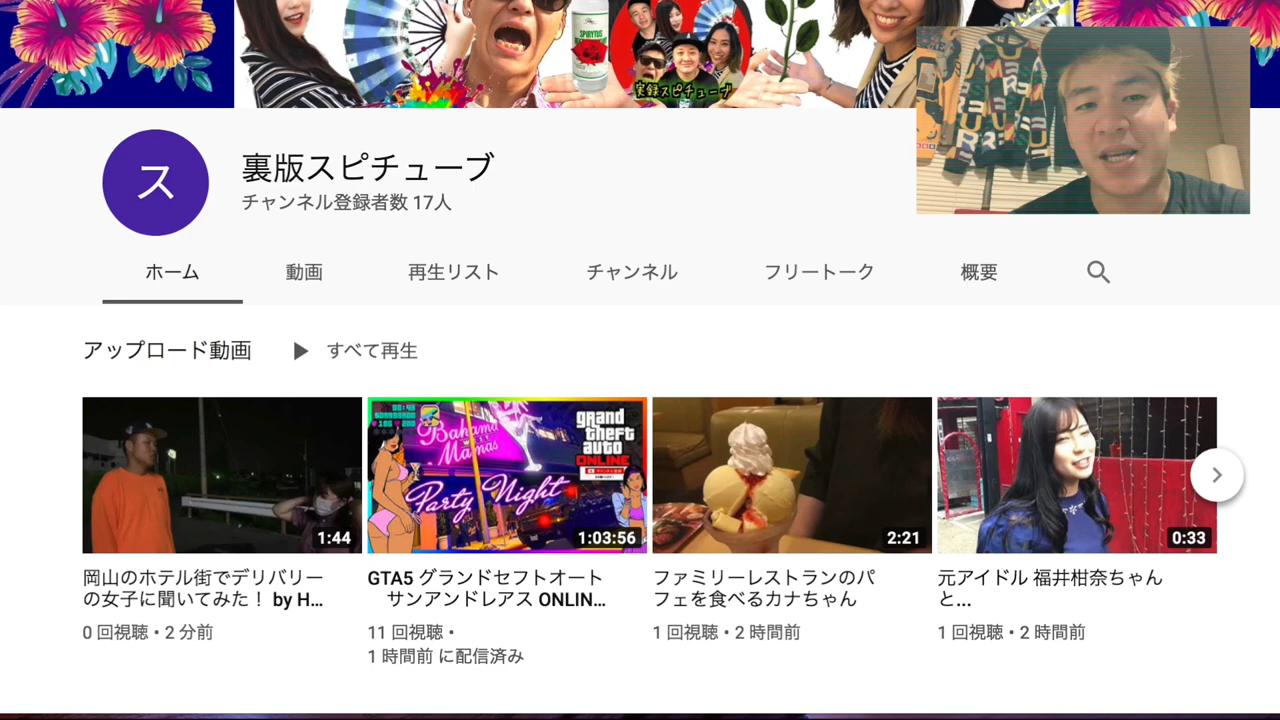 SPIRYTUS
実録スピチューブ
ス
裏版スピチューブ
チャンネル登録者数 17人
ホーム
動画
再生リスト
チャンネル
フリートーク
概要
アップロード動画
すべて再生
1:44
Bahama
Mamas
Party Night
grand
theft
auto
ONLINE
1:03:56
2:21
0:33
岡山のホテル街でデリバリー
の女子に聞いてみた！ by H...
0 回視聴・2 分前
GTA5 グランドセフトオート
サンアンドレアス ONLIN...
11 回視聴・
1 時間前 に配信済み
ファミリーレストランのパ
フェを食べるカナちゃん
1 回視聴・2 時間前
元アイドル 福井柑奈ちゃん
と...
1 回視聴・2 時間前